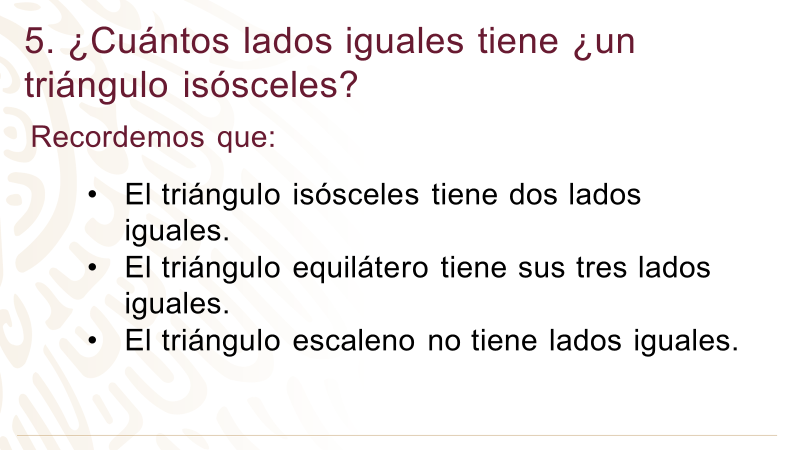 5. ¿Cuántos lados iguales tiene ¿un
triángulo isósceles?
Recordemos que:
• El triángulo isósceles tiene dos lados
iguales.
• El triángulo equilátero tiene sus tres lados
iguales.
• El triángulo escaleno no tiene lados iguales.